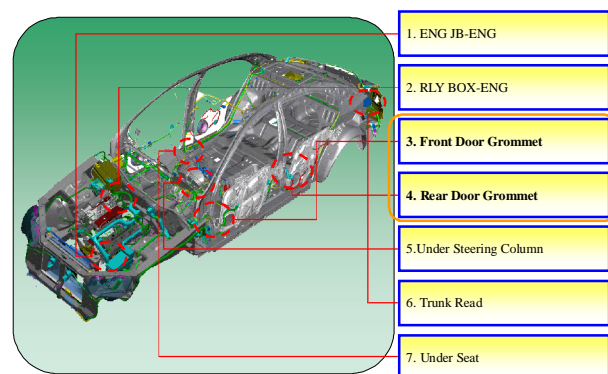 1. ENG JB-ENG
2. RLY BOX-ENG
3. Front Door Grommet
4. Rear Door Grommet
5.Under Steering Column
6. Trunk Read
7. Under Seat